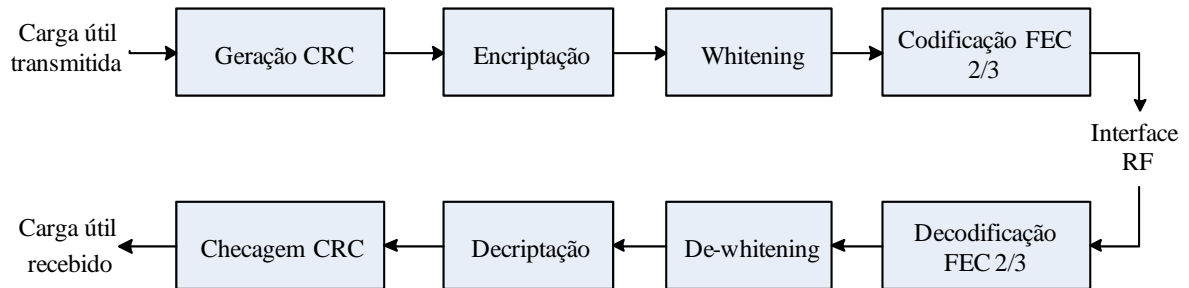 Carga útil
transmitida
Geração CRC
Encriptação
Whitening
Codificação FEC
2/3
Interface
RF
Carga útil
recebido
Checagem CRC
Decriptação
De-whitening
Decodificação
FEC 2/3